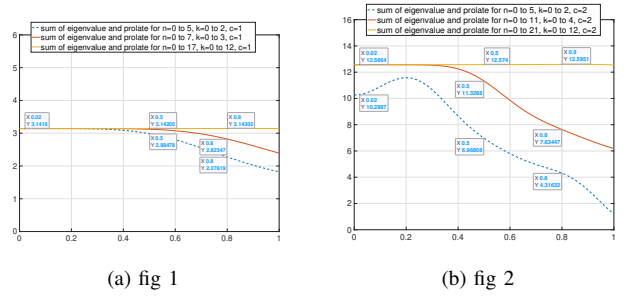 sum of eigenvalue and prolate for n=0 to 5, k=0 to 2, c=1
sum of eigenvalue and prolate for n=0 to 7, k=0 to 3, c=1
sum of eigenvalue and prolate for n=0 to 17, k=0 to 12, c=1
6
5
4
3
2
1
0
X 0.02
Y 3.1416
X 0.5
Y 3.14205
X 0.8
Y 3.14303
X 0.5
Y 2.98478
X 0.8
Y 2.82347
X 0.8
Y 2.27619
0 0.2 0.4 0.6 0.8 1
(a) fig 1
sum of eigenvalue and prolate for n=0 to 5, k=0 to 2, c=2
sum of eigenvalue and prolate for n=0 to 11, k=0 to 4, c=2
sum of eigenvalue and prolate for n=0 to 21, k=0 to 12, c=2
16
14
12
10
8
6
4
2
0
X 0.02
Y 12.5664
X 0.5
Y 12.574
X 0.8
Y 12.5951
X 0.02
Y 10.2887
X 0.5
Y 11.3288
X 0.5
Y 6.96808
X 0.8
Y 7.63447
X 0.8
Y 4.31632
0 0.2 0.4 0.6 0.8 1
(b) fig 2